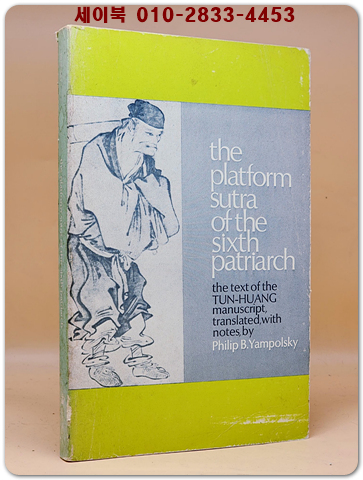 세이북 010-2833-4453
the
platform
sutra
of the
sixth
patriarch
the text of the
TUN-HUANG
manuscript,
translated, with
notes, by
Philip B. Yampolsky